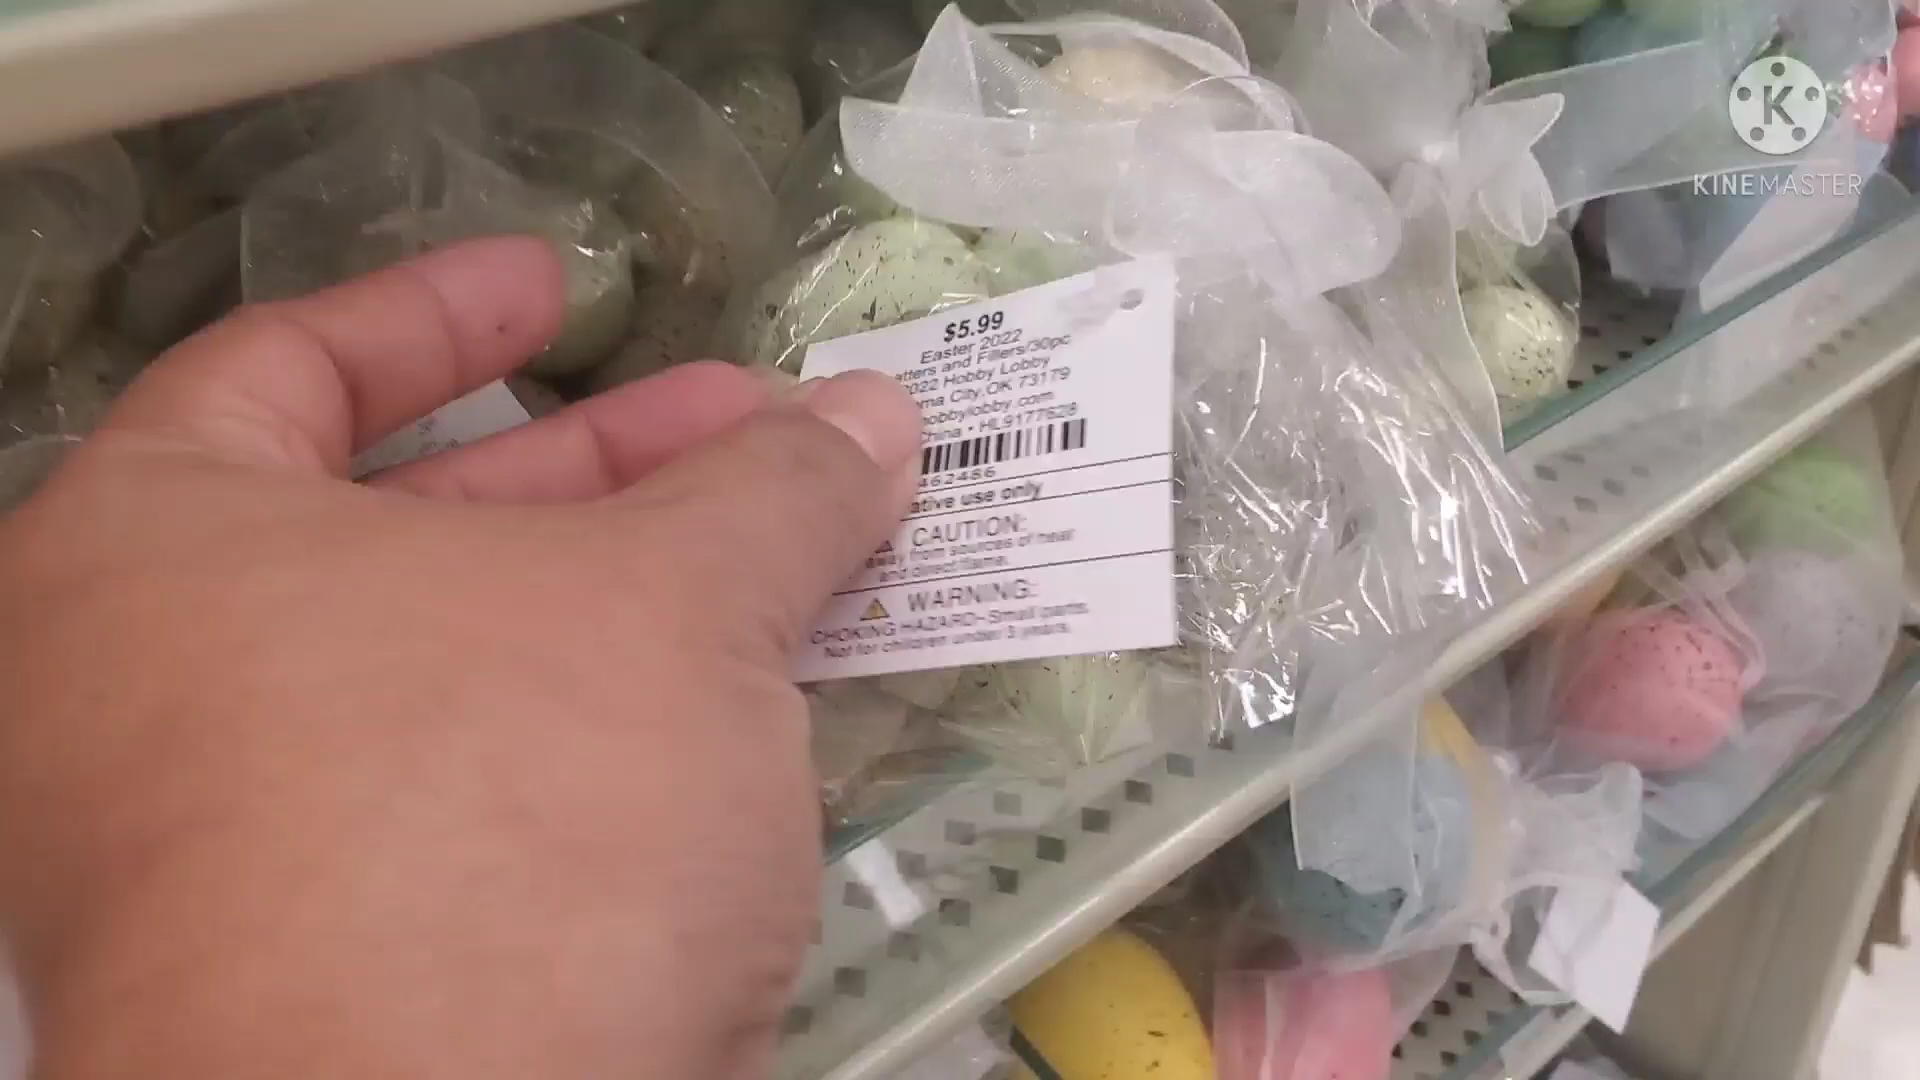 KINEMASTER
$5.99
Easter 2022
atters and Fillers/30pc
2022 Hobby Lobby
oma City, OK 73179
hobbylobby.com
China • HL9177628
462486
ative use only
CAUTION:
away from sources of heat
and direct flame.
WARNING:
CHOKING HAZARD-Small parts.
Not for children under 3 years.